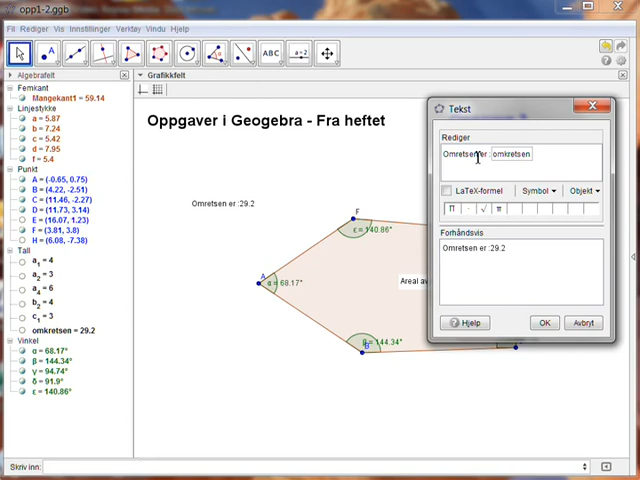 opp1-2.ggb
Fil Rediger Vis Innstillinger Verktøy Vindu Hjelp
ABC
a=2
Algebrafelt
Grafikkfelt
Femkant
Mangekant1 = 59.14
Linjestykke
a = 5.87
b = 7.24
c = 5.42
d = 7.95
f = 5.4
Punkt
A = (-0.65, 0.75)
B = (4.22, -2.51)
C = (11.46, -2.27)
D = (11.73, 3.14)
E = (16.07, 1.23)
F = (3.81, 3.8)
H = (6.08, -7.38)
Tall
a1 = 4
a2 = 3
a4 = 6
b2 = 4
c1 = 3
omkretsen = 29.2
Vinkel
α = 68.17°
β = 144.34°
γ = 94.74°
δ = 91.9°
ε = 140.86°
Oppgaver i Geogebra - Fra heftet
Omretsen er :29.2
F
ε = 140.86°
A
α = 68.17°
Areal av
β = 144.34°
B
Tekst
Rediger
Omretsen er : omkretsen
LaTeX-formel Symbol Objekt
√ π
Forhåndsvis
Omretsen er :29.2
Hjelp OK Avbryt
Skriv inn: